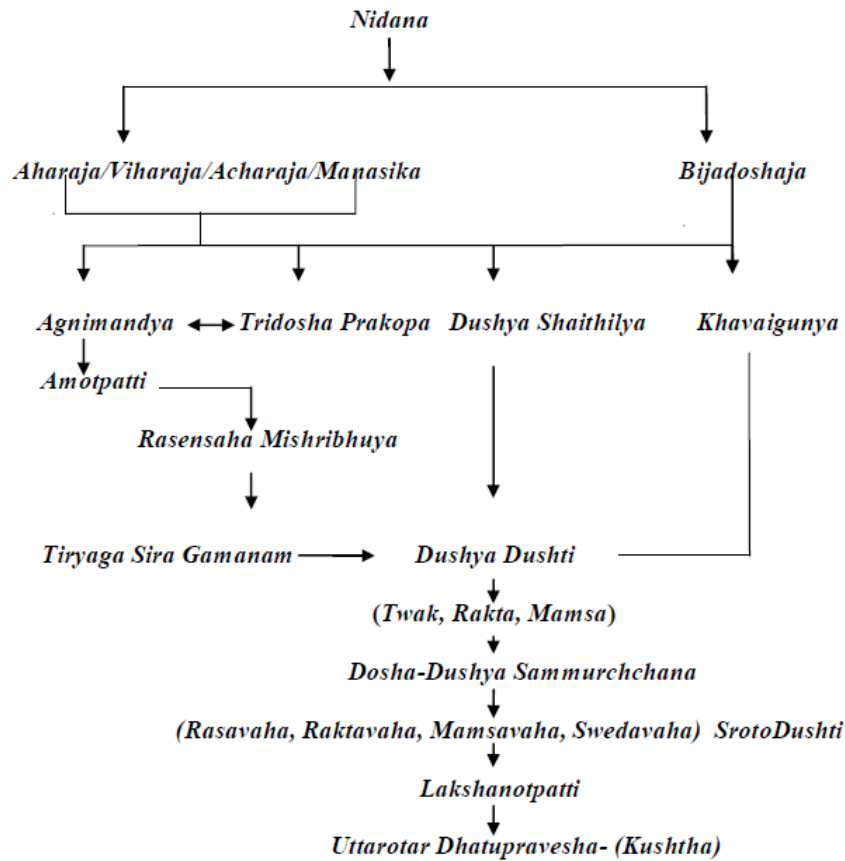 Nidana
Aharaja/Viharaja/Acharaja/Manasika Bijadoshaja
Agnimandya Tridosha Prakopa Dushya Shaithilya Khavaigunya
Amotpatti
Rasensaha Mishribhuya
Tiryaga Sira Gamanam Dushya Dushti
(Twak, Rakta, Mamsa)
Dosha-Dushya Sammurchchana
(Rasavaha, Raktavaha, Mamsavaha, Swedavaha) SrotoDushti
Lakshanotpatti
Uttarotar Dhatupravesha- (Kushtha)